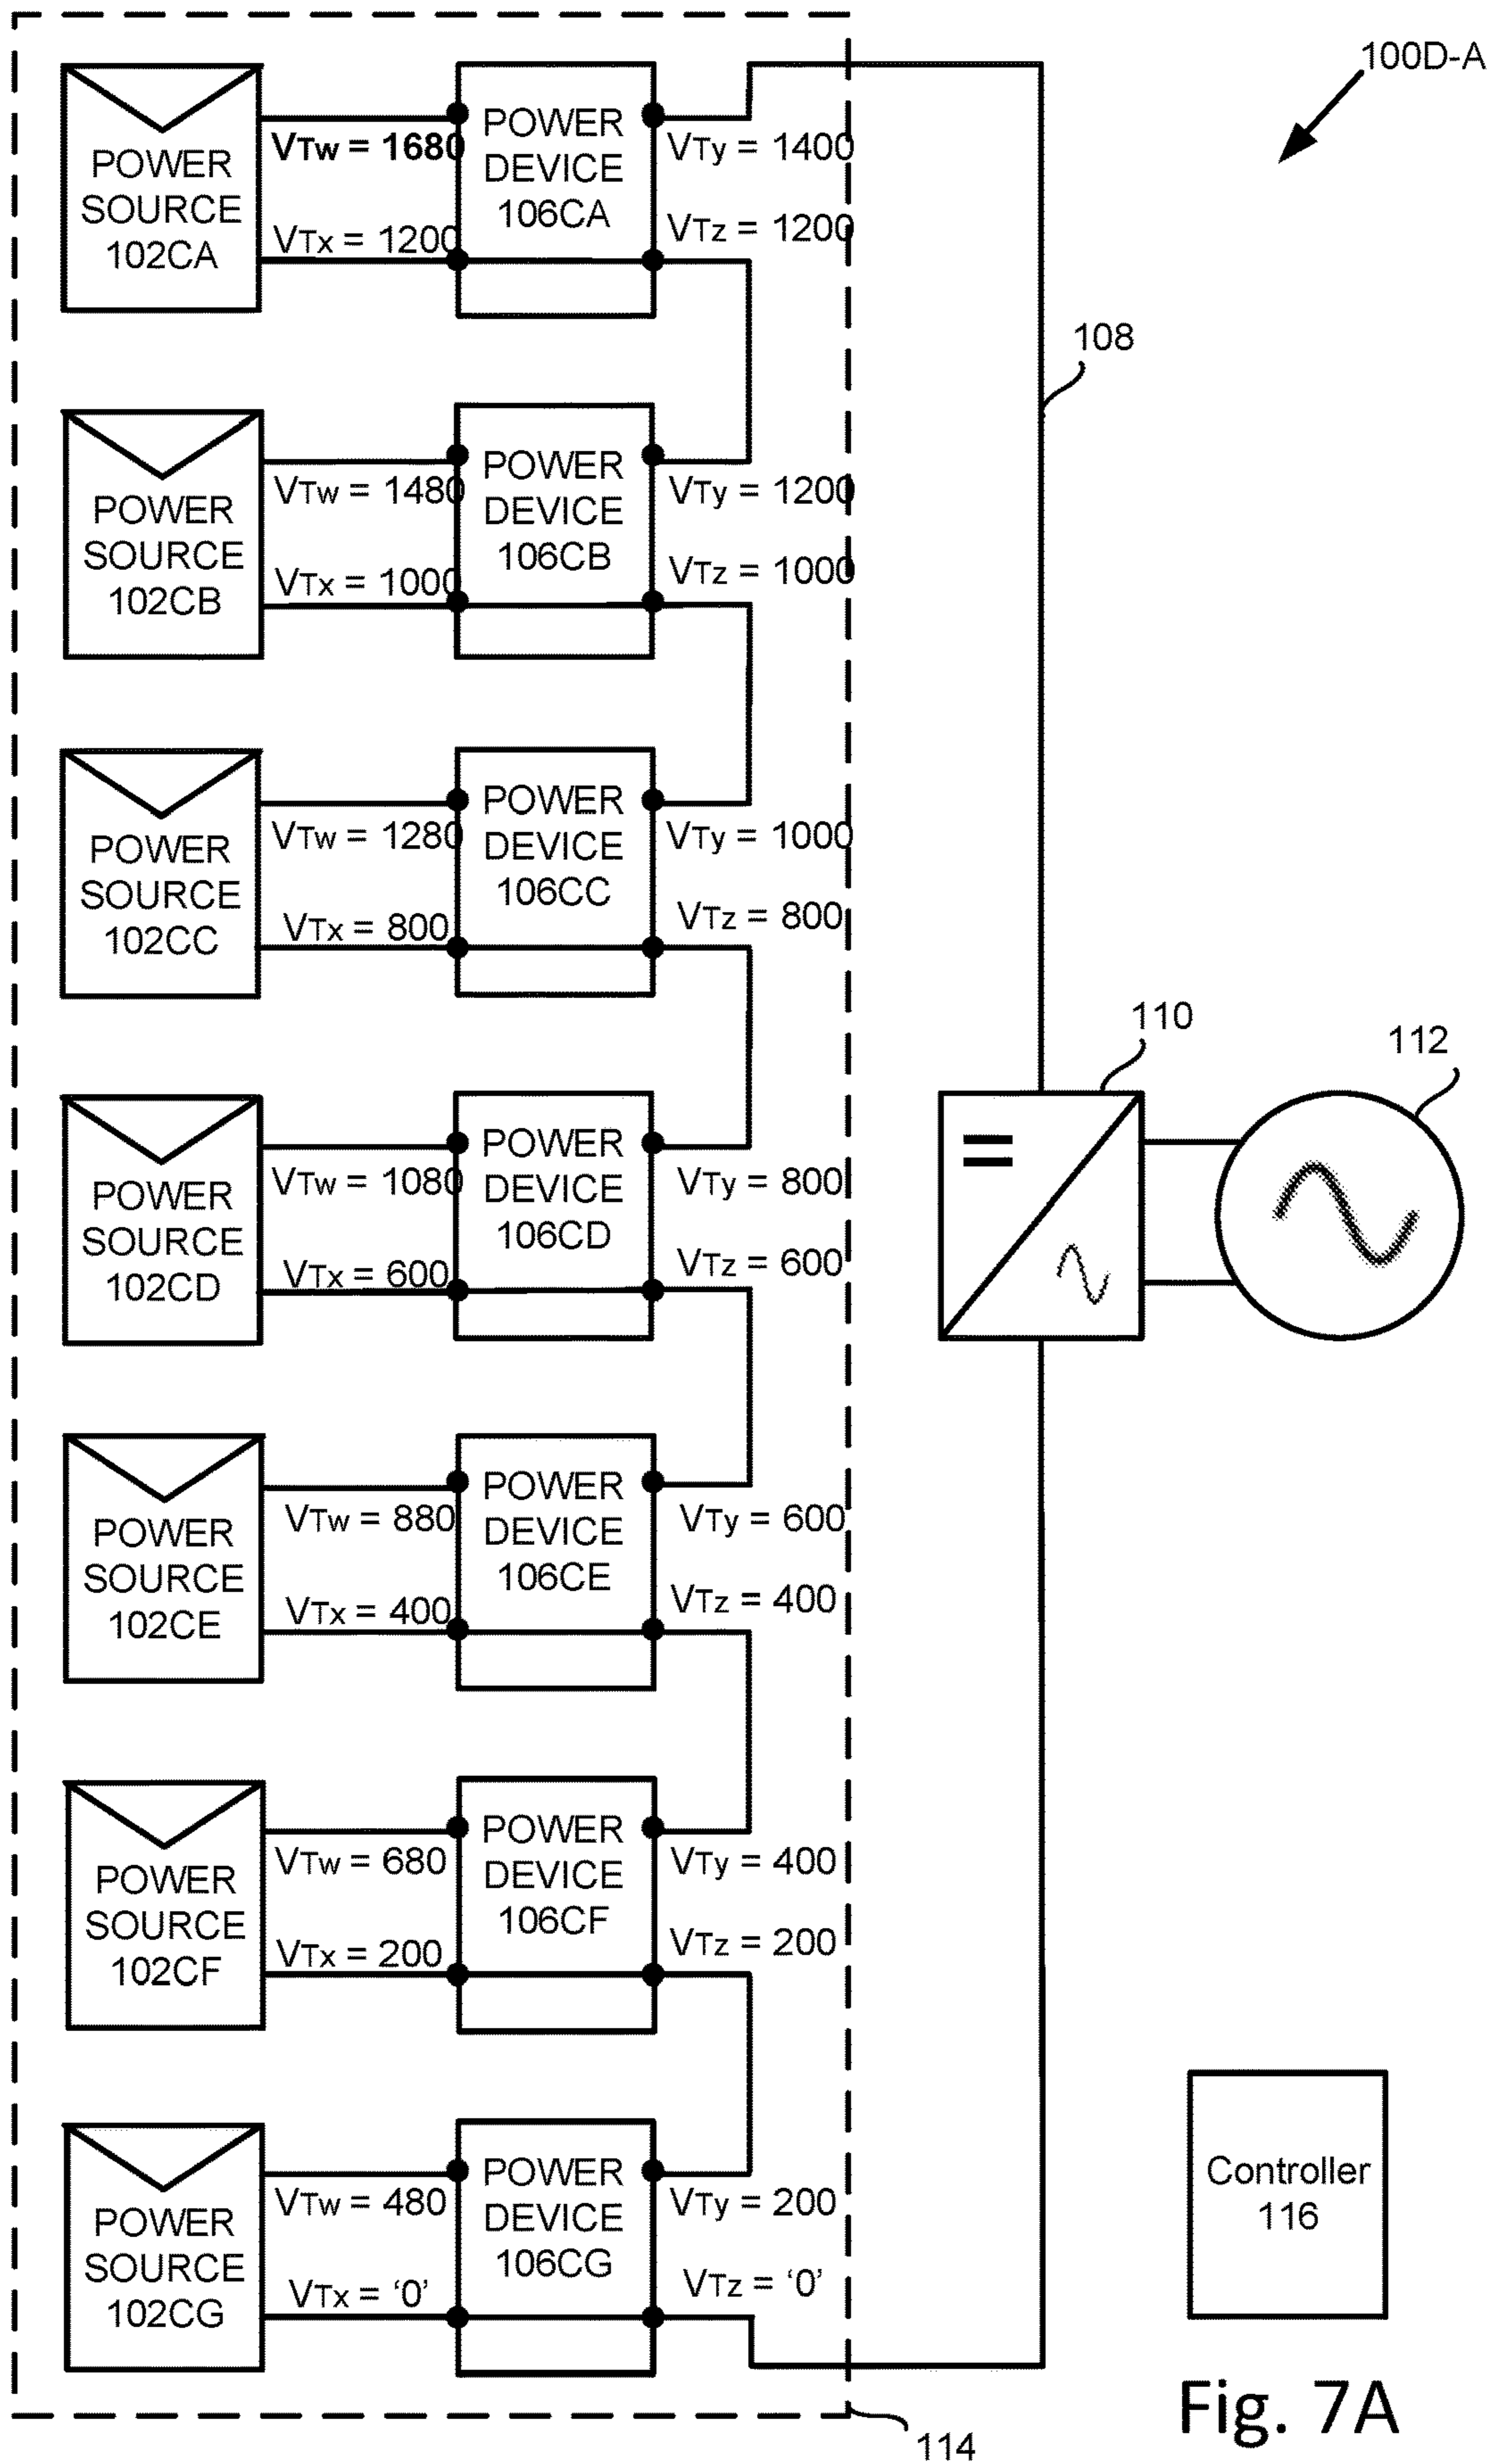 100D-A
POWER
SOURCE
102CA
VTw = 1680
VTx = 1200
POWER
DEVICE
106CA
VTy = 1400
VTz = 1200
108
POWER
SOURCE
102CB
VTw = 1480
VTx = 1000
POWER
DEVICE
106CB
VTy = 1200
VTz = 1000
POWER
SOURCE
102CC
VTw = 1280
VTx = 800
POWER
DEVICE
106CC
VTy = 1000
VTz = 800
110
112
POWER
SOURCE
102CD
VTw = 1080
VTx = 600
POWER
DEVICE
106CD
VTy = 800
VTz = 600
POWER
SOURCE
102CE
VTw = 880
VTx = 400
POWER
DEVICE
106CE
VTy = 600
VTz = 400
POWER
SOURCE
102CF
VTw = 680
VTx = 200
POWER
DEVICE
106CF
VTy = 400
VTz = 200
POWER
SOURCE
102CG
VTw = 480
VTx = ‘0’
POWER
DEVICE
106CG
VTy = 200
VTz = ‘0’
Controller
116
114
Fig. 7A